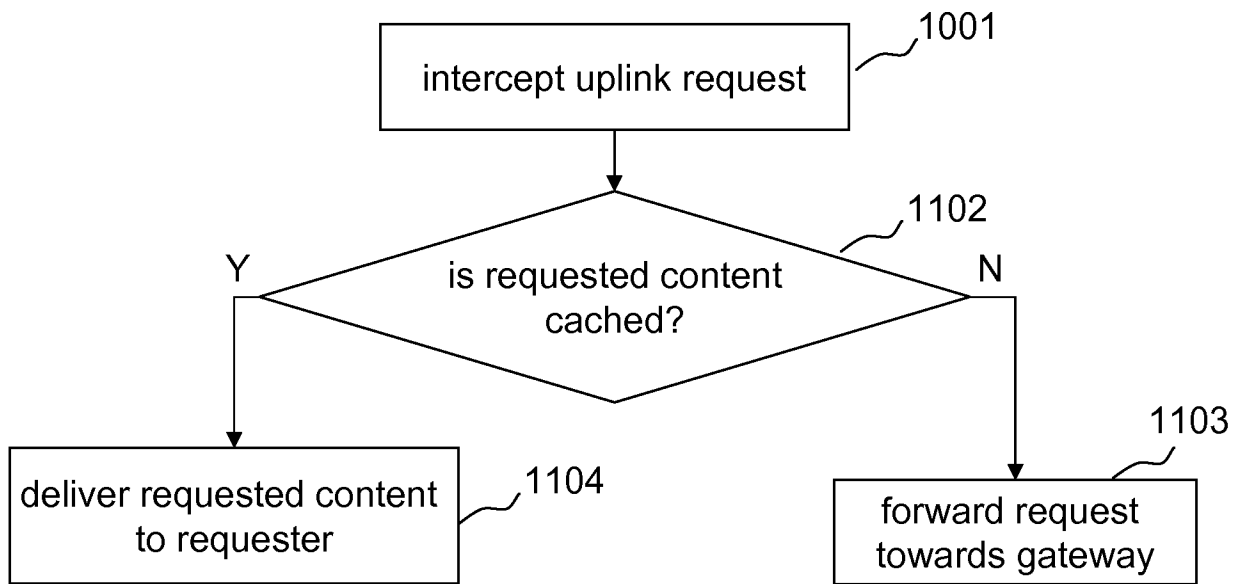 1001
intercept uplink request
1102
Y
is requested content
cached?
N
1103
deliver requested content
to requester
1104
forward request
towards gateway